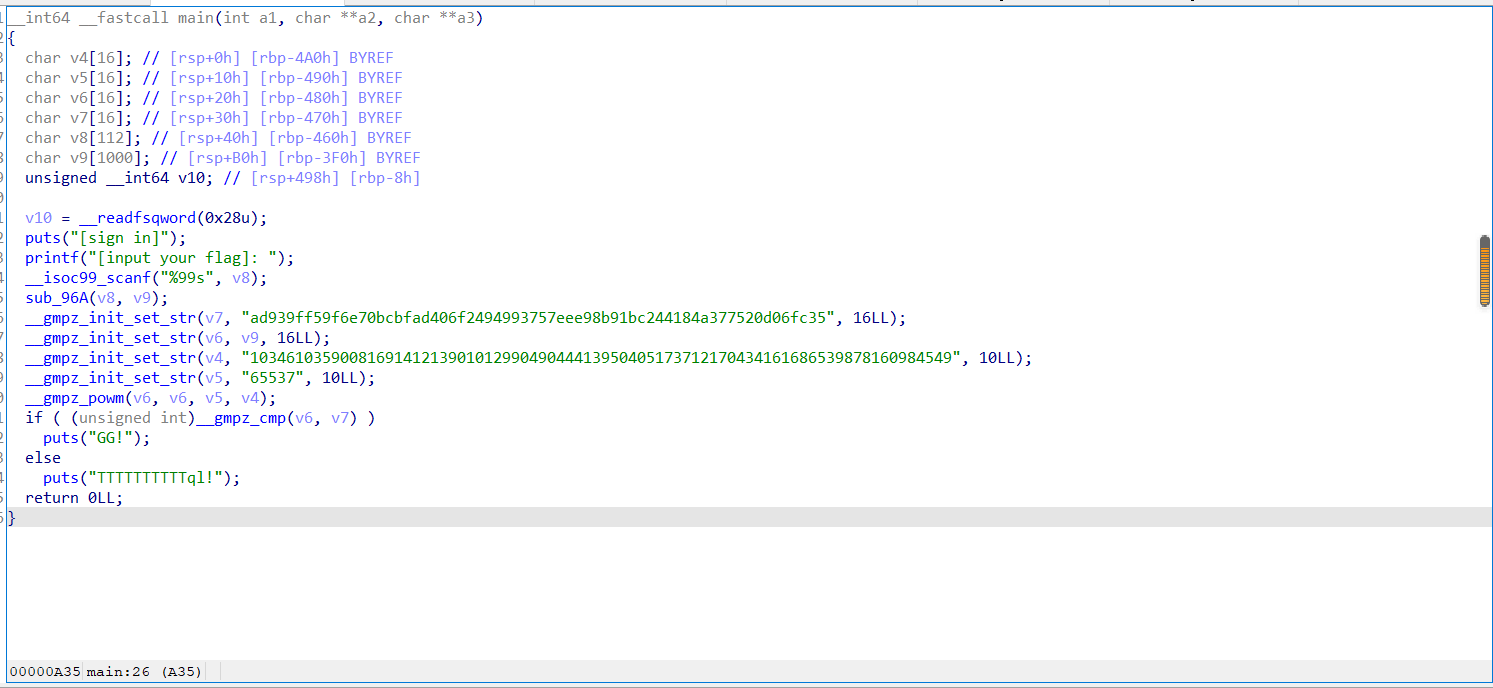 __int64 __fastcall main(int a1, char **a2, char **a3)
{
char v4[16]; // [rsp+0h] [rbp-4A0h] BYREF
char v5[16]; // [rsp+10h] [rbp-490h] BYREF
char v6[16]; // [rsp+20h] [rbp-480h] BYREF
char v7[16]; // [rsp+30h] [rbp-470h] BYREF
char v8[112]; // [rsp+40h] [rbp-460h] BYREF
char v9[1000]; // [rsp+B0h] [rbp-3F0h] BYREF
unsigned __int64 v10; // [rsp+498h] [rbp-8h]
v10 = __readfsqword(0x28u);
puts("[sign in]");
printf("[input your flag]: ");
__isoc99_scanf("%99s", v8);
sub_96A(v8, v9);
__gmpz_init_set_str(v7, "ad939ff59f6e70bcbfad406f2494993757eee98b91bc244184a377520d06fc35", 16LL);
__gmpz_init_set_str(v6, v9, 16LL);
__gmpz_init_set_str(v4, "103461035900816914121390101299049044413950405173712170434161686539878160984549", 10LL);
__gmpz_init_set_str(v5, "65537", 10LL);
__gmpz_powm(v6, v6, v5, v4);
if ( (unsigned int)__gmpz_cmp(v6, v7) )
puts("GG!");
else
puts("TTTTTTTTTTql!");
return 0LL;
}
00000A35 main:26 (A35)